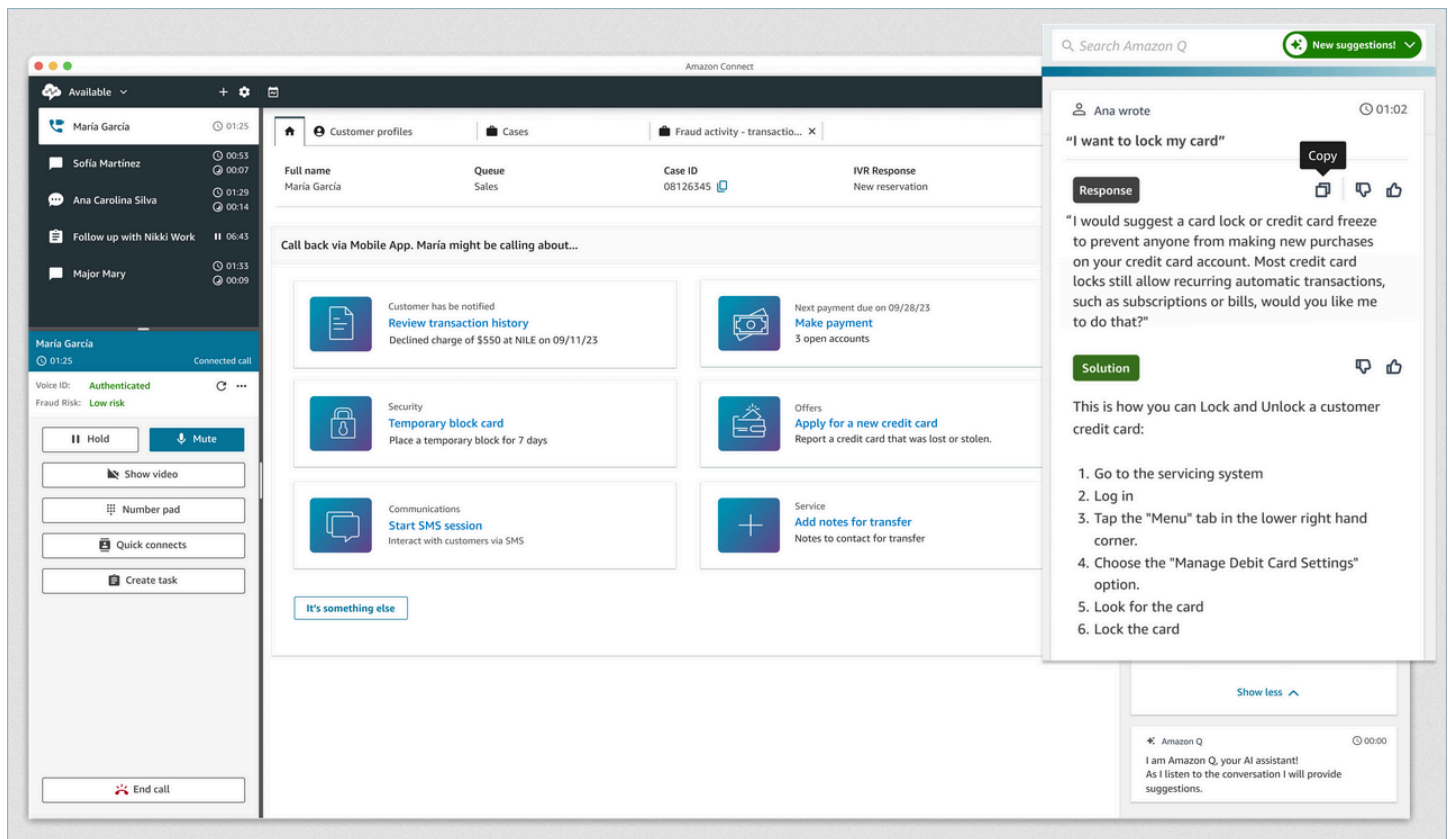 Amazon Connect
Available
María García 01:25
Sofía Martínez 00:53
00:07
Ana Carolina Silva 01:29
00:14
Follow up with Nikki Work 06:43
Major Mary 01:33
00:09
María García
01:25 Connected call
Voice ID: Authenticated
Fraud Risk: Low risk
Hold Mute
Show video
Number pad
Quick connects
Create task
End call
Customer profiles Cases Fraud activity - transactio...
Full name Queue Case ID IVR Response
María García Sales 08126345 New reservation
Call back via Mobile App. María might be calling about...
Customer has be notified
Review transaction history
Declined charge of $550 at NILE on 09/11/23
Next payment due on 09/28/23
Make payment
3 open accounts
Security
Temporary block card
Place a temporary block for 7 days
Offers
Apply for a new credit card
Report a credit card that was lost or stolen.
Communications
Start SMS session
Interact with customers via SMS
Service
Add notes for transfer
Notes to contact for transfer
It's something else
Search Amazon Q New suggestions!
Ana wrote 01:02
“I want to lock my card”
Copy
Response
“I would suggest a card lock or credit card freeze
to prevent anyone from making new purchases
on your credit card account. Most credit card
locks still allow recurring automatic transactions,
such as subscriptions or bills, would you like me
to do that?"
Solution
This is how you can Lock and Unlock a customer
credit card:
1. Go to the servicing system
2. Log in
3. Tap the "Menu" tab in the lower right hand
corner.
4. Choose the "Manage Debit Card Settings"
option.
5. Look for the card
6. Lock the card
Show less
Amazon Q 00:00
I am Amazon Q, your AI assistant!
As I listen to the conversation I will provide
suggestions.